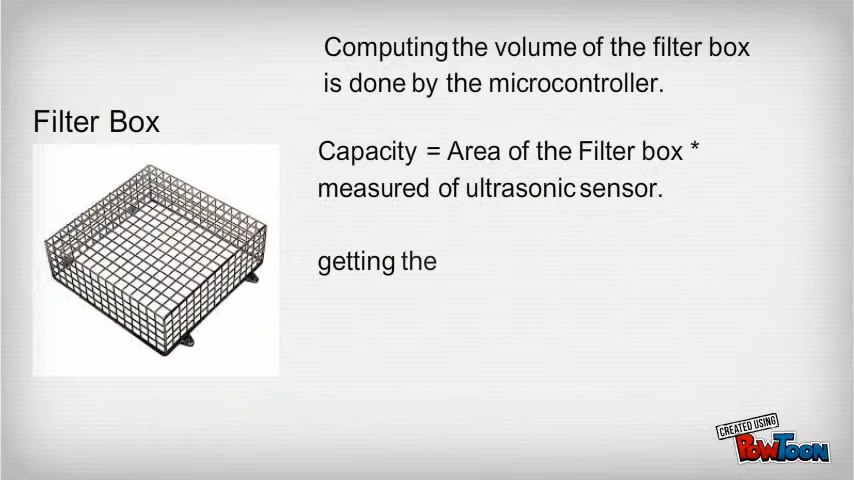 Computing the volume of the filter box
is done by the microcontroller.
Filter Box
Capacity = Area of the Filter box *
measured of ultrasonic sensor.
getting the
CREATED USING
POWTOON